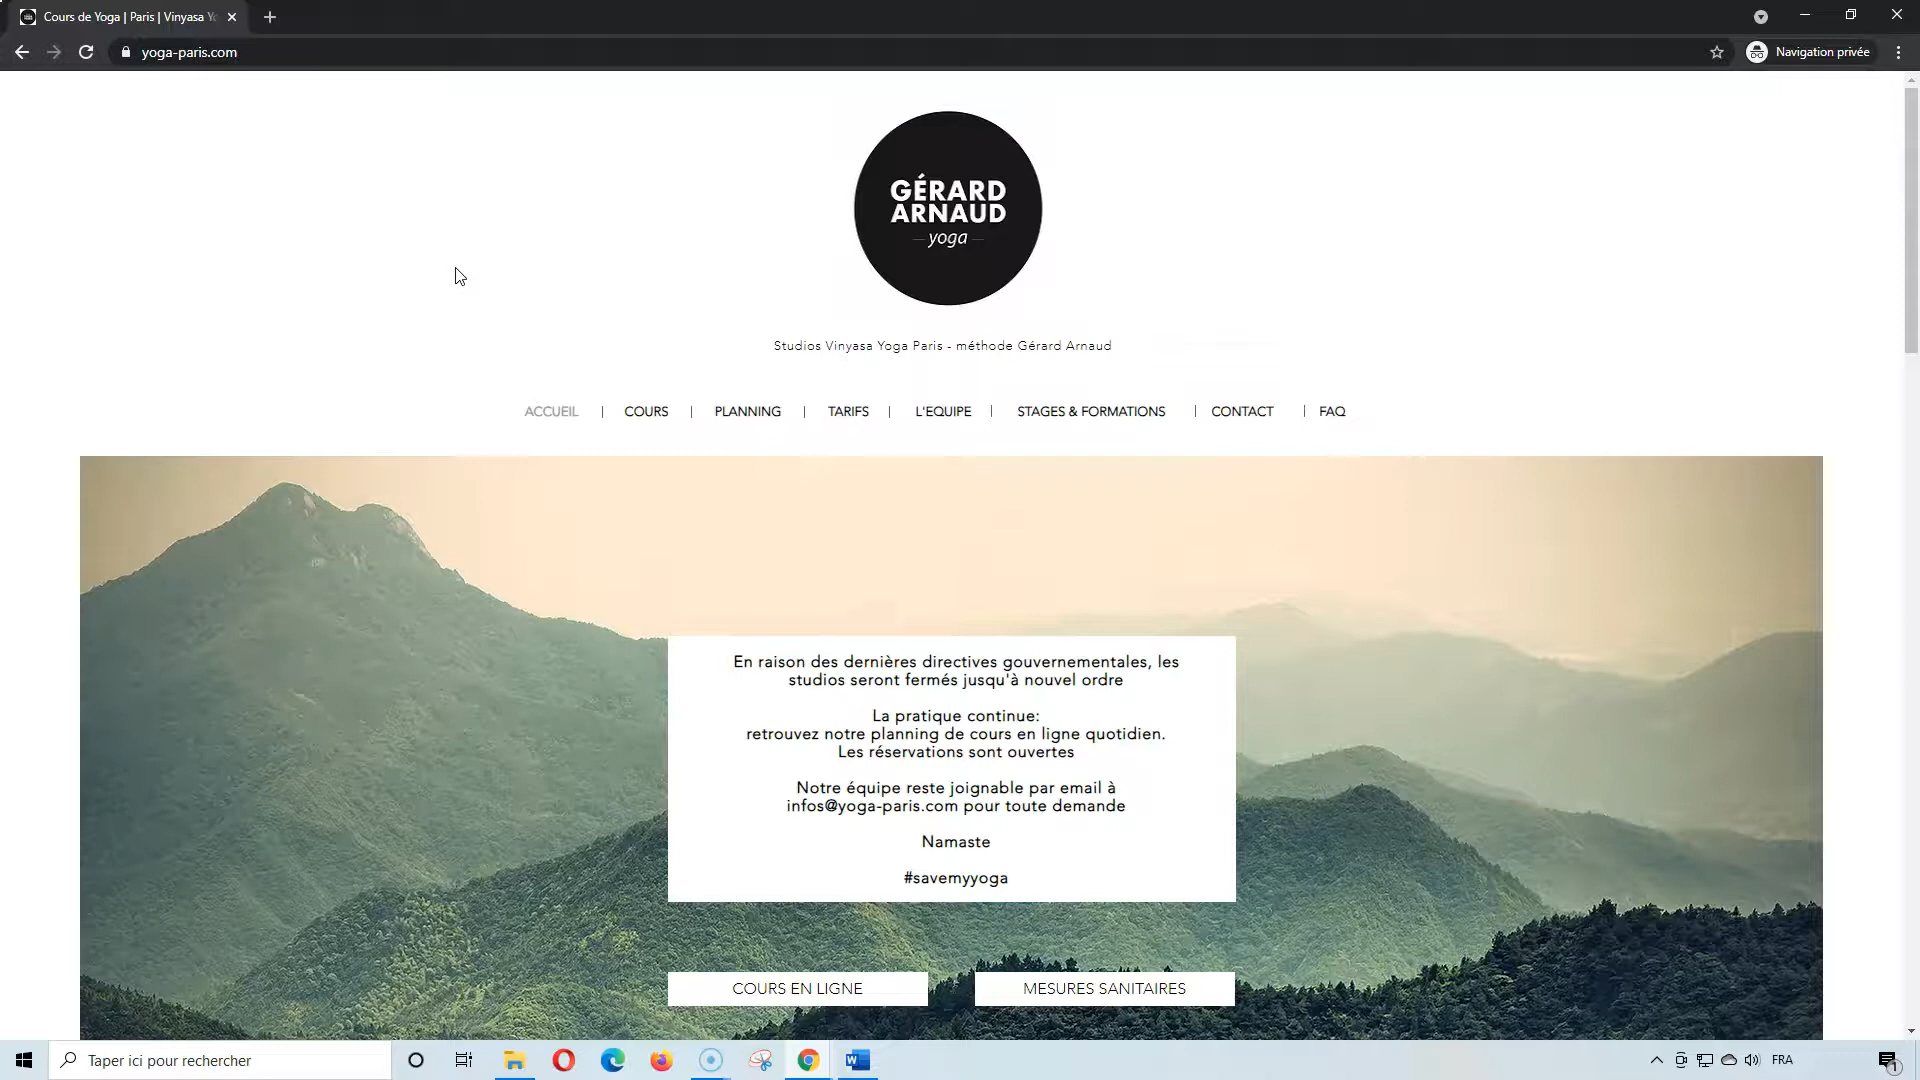 Cours de Yoga | Paris | Vinyasa Yo
yoga-paris.com
Navigation privée
GÉRARD
ARNAUD
yoga
Studios Vinyasa Yoga Paris - méthode Gérard Arnaud
ACCUEIL | COURS | PLANNING | TARIFS | L'EQUIPE | STAGES & FORMATIONS | CONTACT | FAQ
En raison des dernières directives gouvernementales, les
studios seront fermés jusqu'à nouvel ordre
La pratique continue:
retrouvez notre planning de cours en ligne quotidien.
Les réservations sont ouvertes
Notre équipe reste joignable par email à
infos@yoga-paris.com pour toute demande
Namaste
#savemyyoga
COURS EN LIGNE
MESURES SANITAIRES
Taper ici pour rechercher
FRA
1